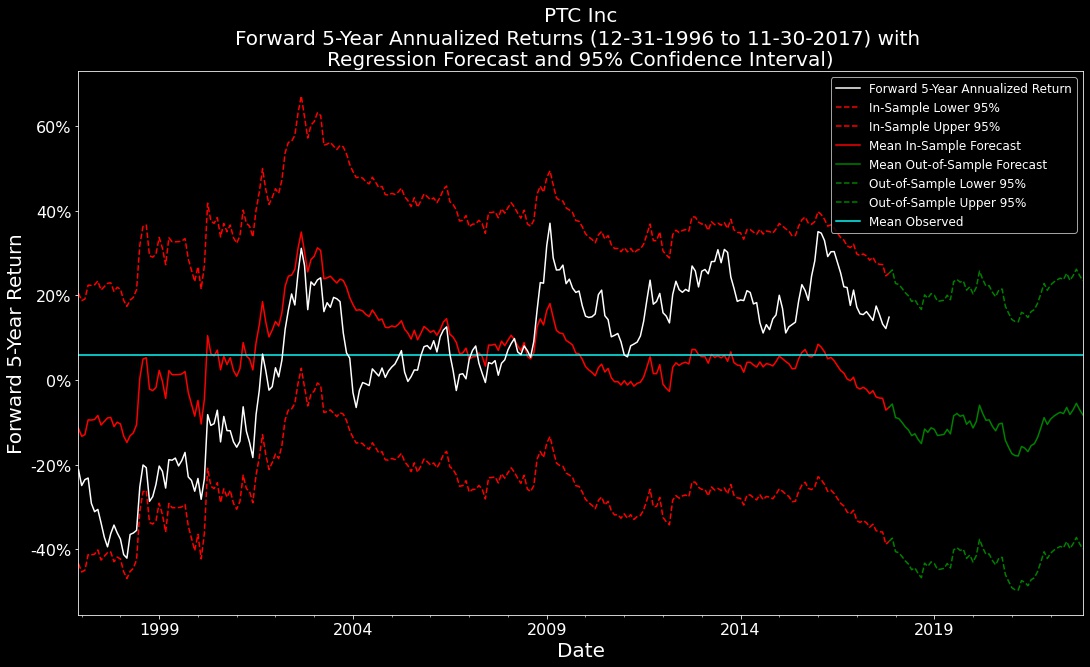 PTC Inc
Forward 5-Year Annualized Returns (12-31-1996 to 11-30-2017) with
Regression Forecast and 95% Confidence Interval)
Forward 5-Year Annualized Return
In-Sample Lower 95%
In-Sample Upper 95%
Mean In-Sample Forecast
Mean Out-of-Sample Forecast
Out-of-Sample Lower 95%
Out-of-Sample Upper 95%
Mean Observed
Forward 5-Year Return
60%
40%
20%
0%
-20%
-40%
1999
2004
2009
2014
2019
Date